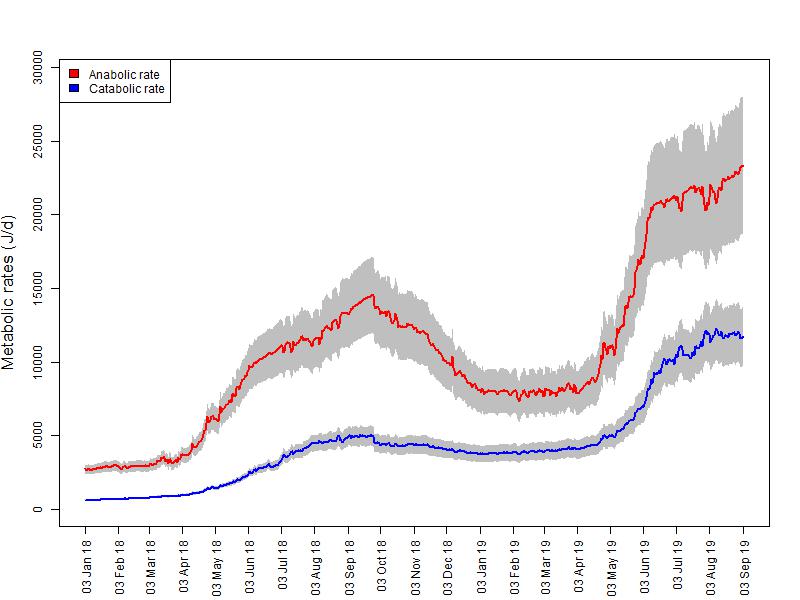 Anabolic rate
Catabolic rate
Metabolic rates (J/d)
30000
25000
20000
15000
10000
5000
0
03 Jan 18
03 Feb 18
03 Mar 18
03 Apr 18
03 May 18
03 Jun 18
03 Jul 18
03 Aug 18
03 Sep 18
03 Oct 18
03 Nov 18
03 Dec 18
03 Jan 19
03 Feb 19
03 Mar 19
03 Apr 19
03 May 19
03 Jun 19
03 Jul 19
03 Aug 19
03 Sep 19